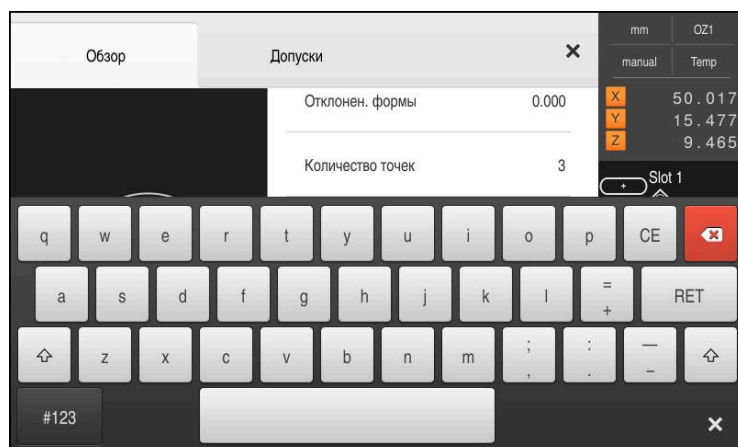 Обзор
Допуски
mm
OZ1
manual
Temp
Отклонен. формы 0.000
X 50.017
Y 15.477
Z 9.465
Количество точек 3
+
Slot 1
q w e r t y u i o p CE
a s d f g h j k l = + RET
z x c v b n m ; , : . — –
#123